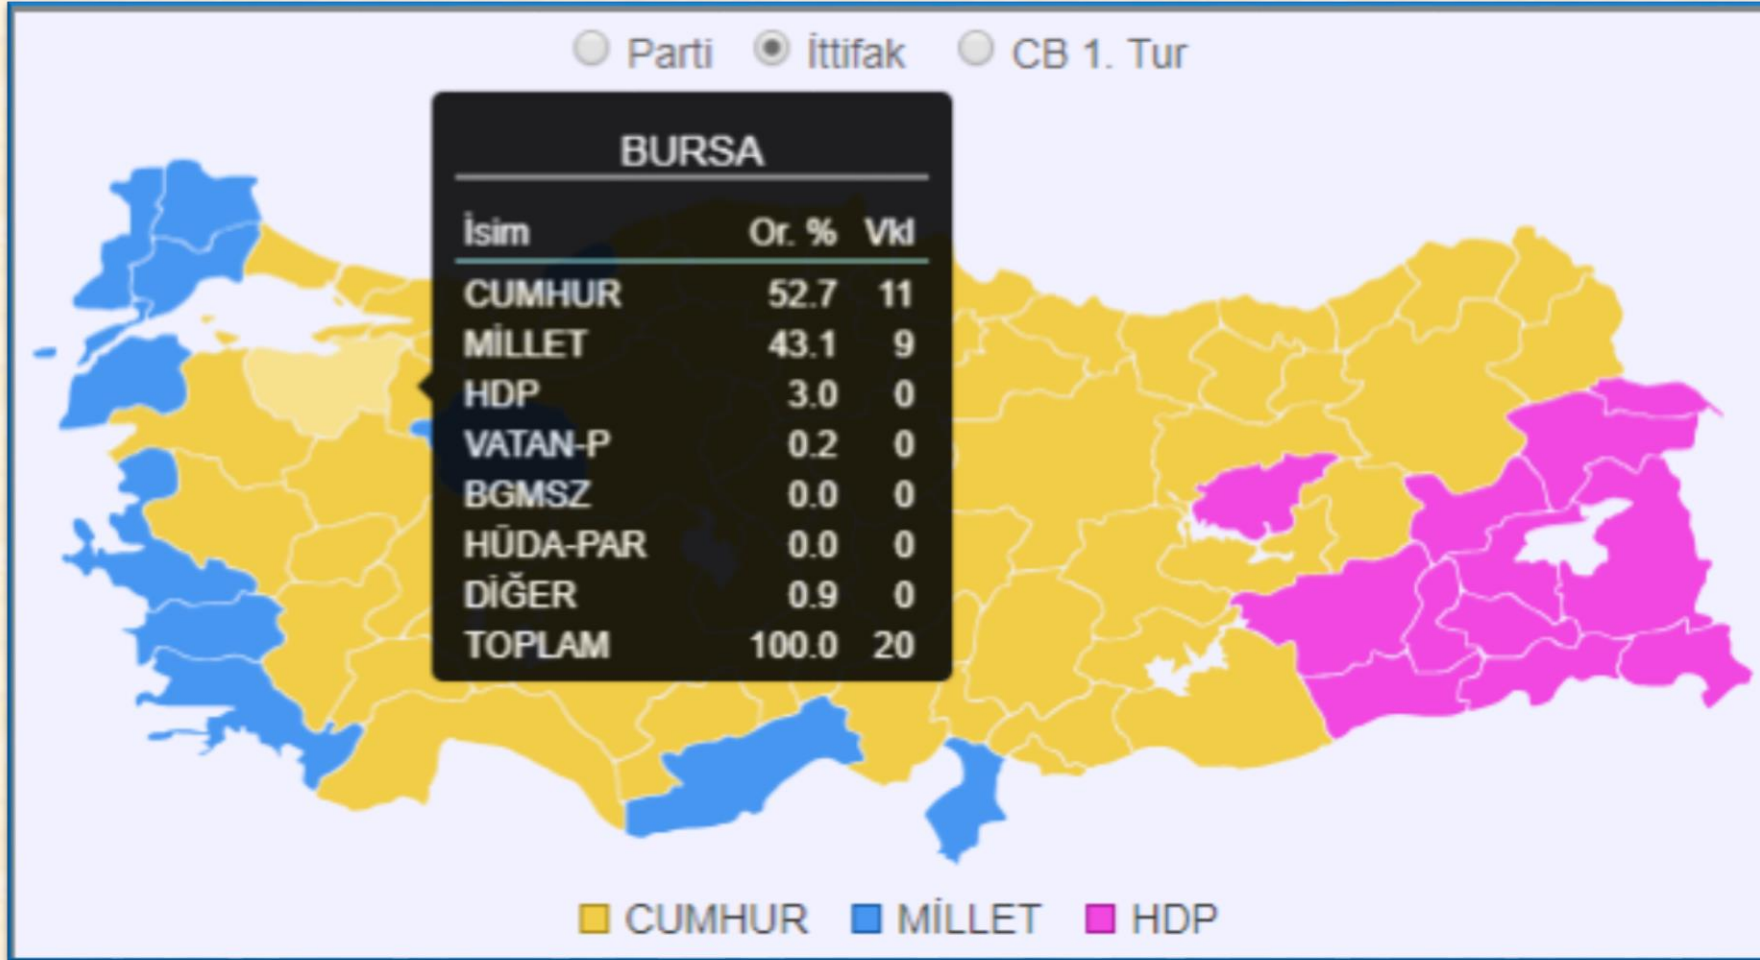 Parti İttifak CB 1. Tur
BURSA
İsim Or. % Vkl
CUMHUR 52.7 11
MİLLET 43.1 9
HDP 3.0 0
VATAN-P 0.2 0
BGMSZ 0.0 0
HÜDA-PAR 0.0 0
DİĞER 0.9 0
TOPLAM 100.0 20
CUMHUR MİLLET HDP